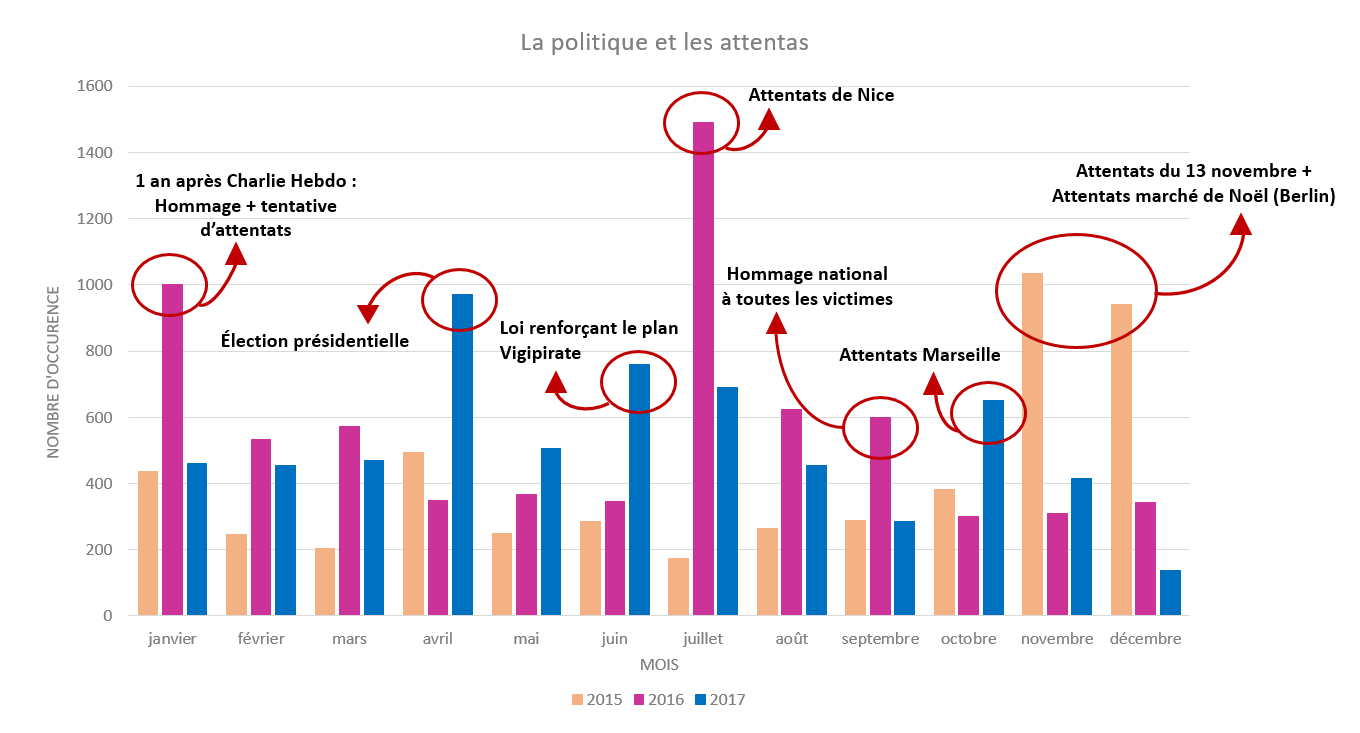 La politique et les attentas
1600
1400
1200
1000
800
600
400
200
0
NOMBRE D'OCCURENCE
Attentats de Nice
1 an après Charlie Hebdo :
Hommage + tentative
d’attentats
Attentats du 13 novembre +
Attentats marché de Noël (Berlin)
Hommage national
à toutes les victimes
Élection présidentielle
Loi renforçant le plan
Vigipirate
Attentats Marseille
janvier février mars avril mai juin juillet août septembre octobre novembre décembre
MOIS
2015 2016 2017